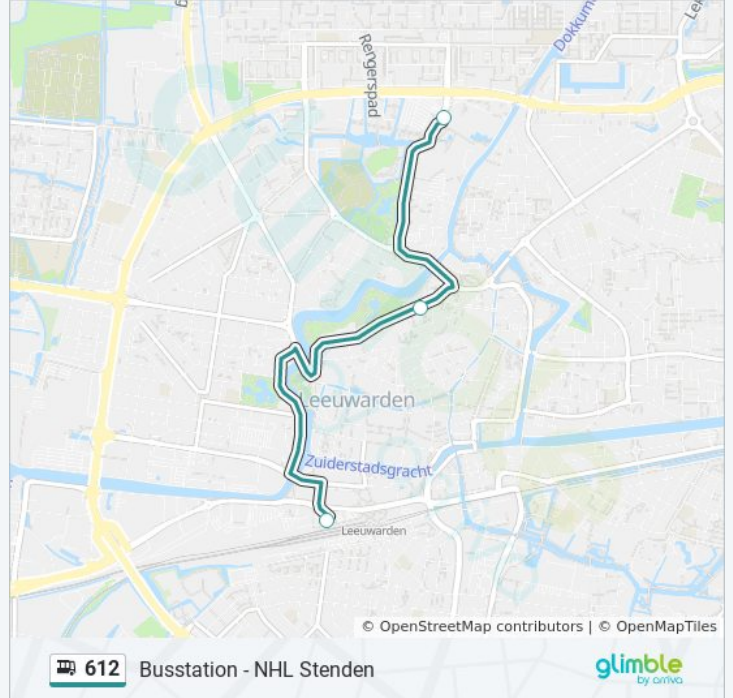 Rengerspad
Dokkum
Leeuwarden
Zuiderstadsgracht
Leeuwarden
© OpenStreetMap contributors | © OpenMapTiles
612 Busstation - NHL Stenden
glimble
by arriva